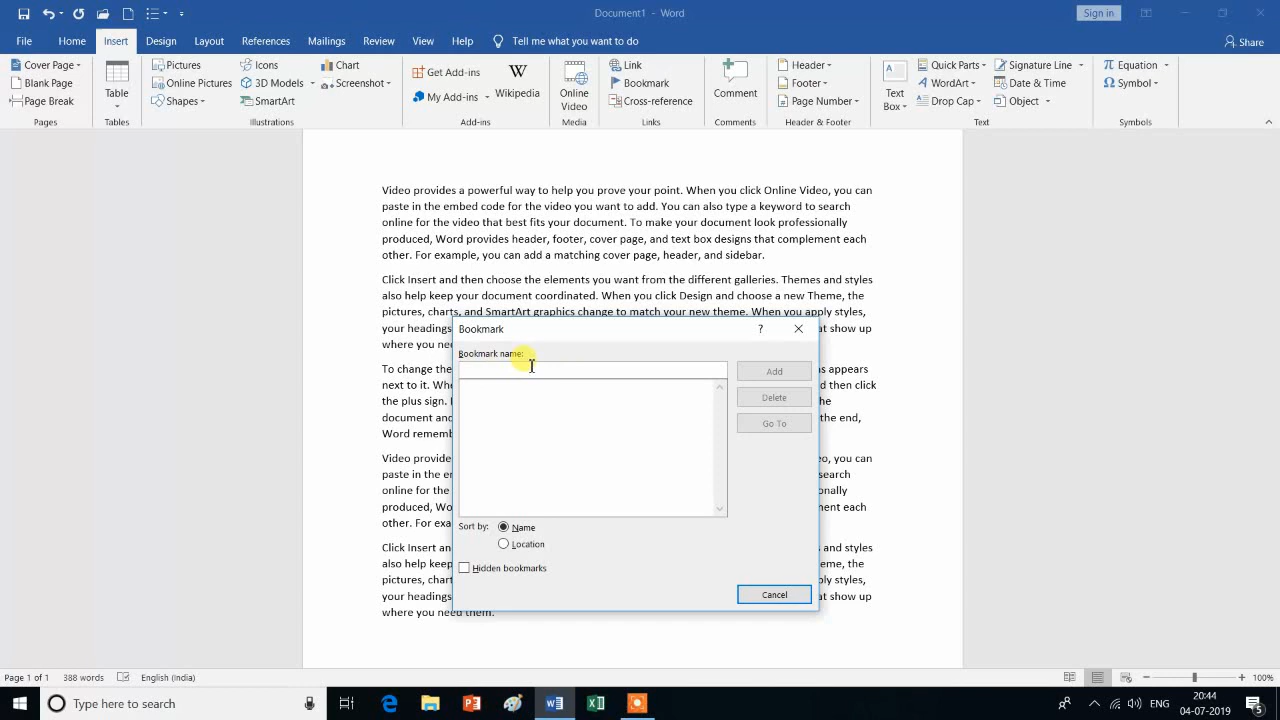 Document1 - Word
Sign in
File Home Insert Design Layout References Mailings Review View Help Tell me what you want to do Share
Cover Page
Blank Page
Page Break
Pages
Table
Tables
Pictures
Online Pictures
Shapes
Icons
3D Models
SmartArt
Chart
Screenshot
Illustrations
Get Add-ins
My Add-ins
W
Wikipedia
Add-ins
Online
Video
Media
Link
Bookmark
Cross-reference
Links
Comment
Comments
Header
Footer
Page Number
Header & Footer
Text
Box
Quick Parts
WordArt
Drop Cap
Signature Line
Date & Time
Object
Text
Equation
Symbol
Symbols
Video provides a powerful way to help you prove your point. When you click Online Video, you can
paste in the embed code for the video you want to add. You can also type a keyword to search
online for the video that best fits your document. To make your document look professionally
produced, Word provides header, footer, cover page, and text box designs that complement each
other. For example, you can add a matching cover page, header, and sidebar.
Click Insert and then choose the elements you want from the different galleries. Themes and styles
also help keep your document coordinated. When you click Design and choose a new Theme, the
pictures, charts, and SmartArt graphics change to match your new theme. When you apply styles,
your headings at show up
where you nee
To change the as appears
next to it. Whe d then click
the plus sign. the
document and the end,
Word rememb
Video provide o, you can
paste in the e search
online for the onally
produced, Wo ment each
other. For exa
Click Insert an s and styles
also help keep eme, the
pictures, chart ply styles,
your headings at show up
where you need them.
Bookmark
?
Bookmark name:
Add
Delete
Go To
Sort by: Name
Location
Hidden bookmarks
Cancel
Page 1 of 1 388 words English (India) 100%
Type here to search
ENG
20:44
04-07-2019
5